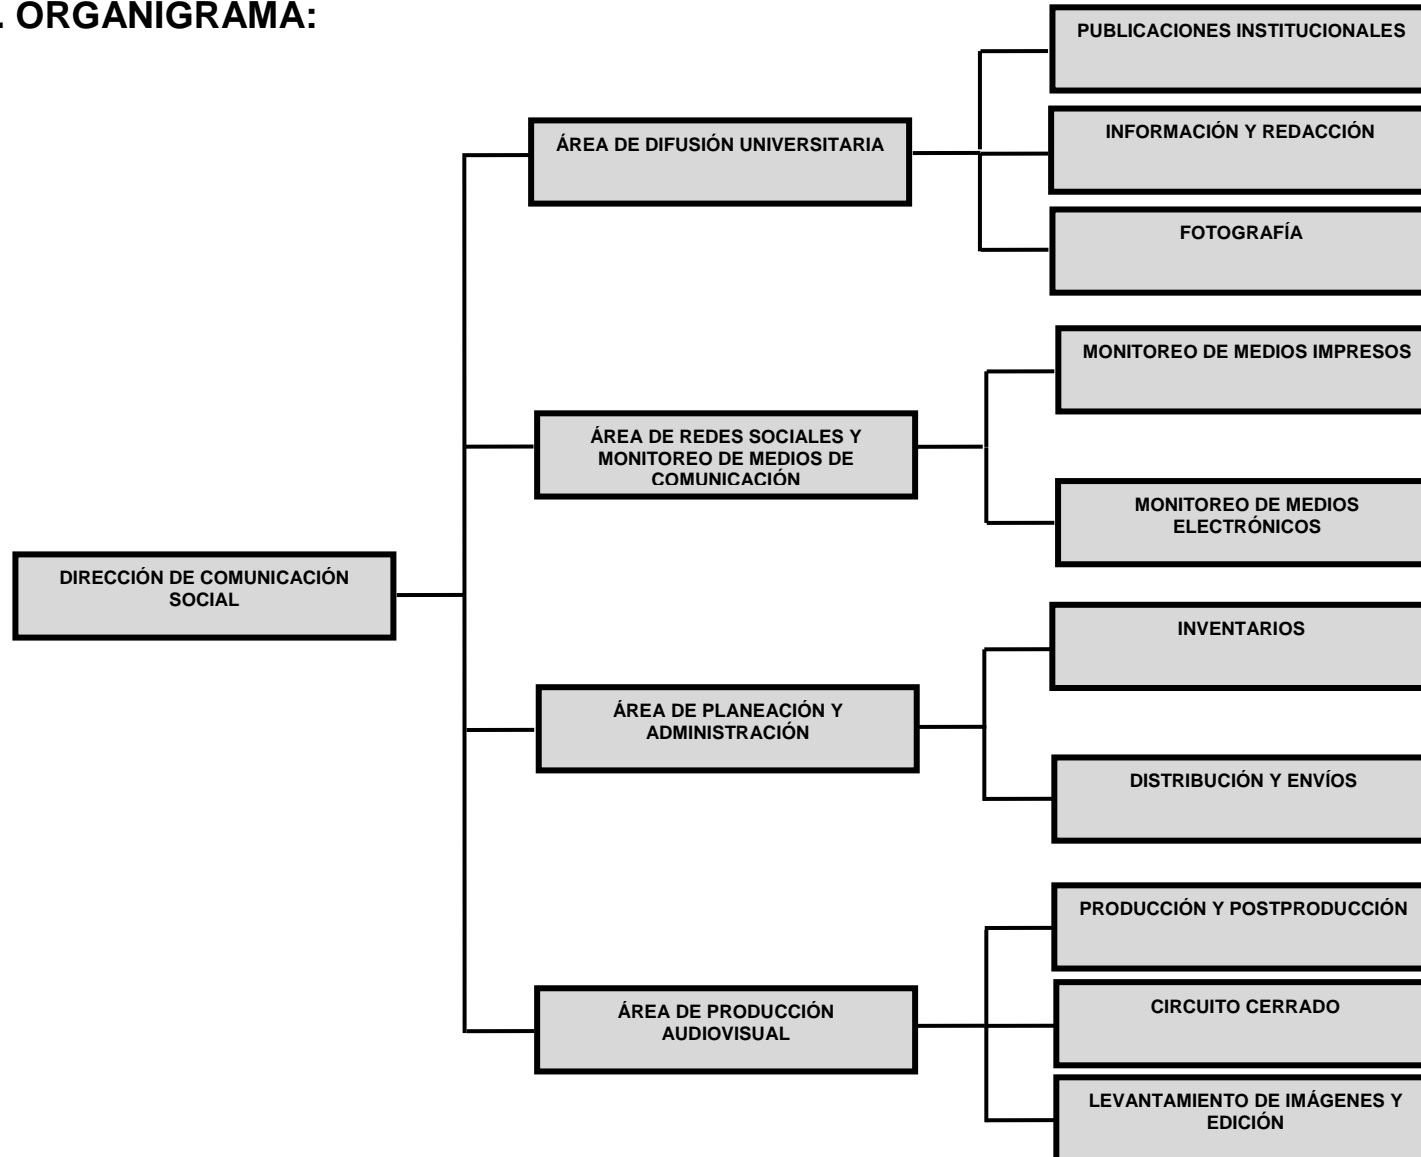 . ORGANIGRAMA:
PUBLICACIONES INSTITUCIONALES
INFORMACIÓN Y REDACCIÓN
ÁREA DE DIFUSIÓN UNIVERSITARIA
FOTOGRAFÍA
MONITOREO DE MEDIOS IMPRESOS
ÁREA DE REDES SOCIALES Y
MONITOREO DE MEDIOS DE
COMUNICACIÓN
MONITOREO DE MEDIOS
ELECTRÓNICOS
DIRECCIÓN DE COMUNICACIÓN
SOCIAL
INVENTARIOS
ÁREA DE PLANEACIÓN Y
ADMINISTRACIÓN
DISTRIBUCIÓN Y ENVÍOS
PRODUCCIÓN Y POSTPRODUCCIÓN
ÁREA DE PRODUCCIÓN
AUDIOVISUAL
CIRCUITO CERRADO
LEVANTAMIENTO DE IMÁGENES Y
EDICIÓN